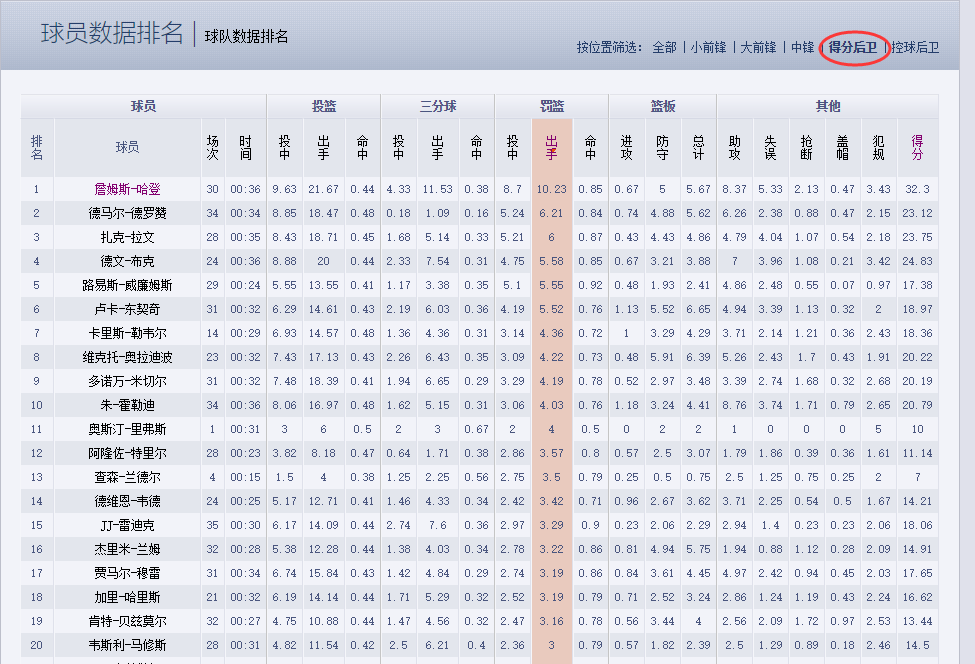 球员数据排名 | 球队数据排名
按位置筛选： 全部 | 小前锋 | 大前锋 | 中锋 | 得分后卫 | 控球后卫
球员 投篮 三分球 罚篮 篮板 其他
排名 球员 场次 时间 投中 出手 命中 投中 出手 命中 投中 出手 命中 进攻 防守 总计 助攻 失误 抢断 盖帽 犯规 得分
1 詹姆斯-哈登 30 00:36 9.63 21.67 0.44 4.33 11.53 0.38 8.7 10.23 0.85 0.67 5 5.67 8.37 5.33 2.13 0.47 3.43 32.3
2 德马尔-德罗赞 34 00:34 8.85 18.47 0.48 0.18 1.09 0.16 5.24 6.21 0.84 0.74 4.88 5.62 6.26 2.38 0.88 0.47 2.15 23.12
3 扎克-拉文 28 00:35 8.43 18.71 0.45 1.68 5.14 0.33 5.21 6 0.87 0.43 4.43 4.86 4.79 4.04 1.07 0.54 2.18 23.75
4 德文-布克 24 00:36 8.88 20 0.44 2.33 7.54 0.31 4.75 5.58 0.85 0.67 3.21 3.88 7 3.96 1.08 0.21 3.42 24.83
5 路易斯-威廉姆斯 29 00:24 5.55 13.55 0.41 1.17 3.38 0.35 5.1 5.55 0.92 0.48 1.93 2.41 4.86 2.48 0.55 0.07 0.97 17.38
6 卢卡-东契奇 31 00:32 6.29 14.61 0.43 2.19 6.03 0.36 4.19 5.52 0.76 1.13 5.52 6.65 4.94 3.39 1.13 0.32 2 18.97
7 卡里斯-勒韦尔 14 00:29 6.93 14.57 0.48 1.36 4.36 0.31 3.14 4.36 0.72 1 3.29 4.29 3.71 2.14 1.21 0.36 2.43 18.36
8 维克托-奥拉迪波 23 00:32 7.43 17.13 0.43 2.26 6.43 0.35 3.09 4.22 0.73 0.48 5.91 6.39 5.26 2.43 1.7 0.43 1.91 20.22
9 多诺万-米切尔 31 00:32 7.48 18.39 0.41 1.94 6.65 0.29 3.29 4.19 0.78 0.52 2.97 3.48 3.39 2.74 1.68 0.32 2.68 20.19
10 朱-霍勒迪 34 00:36 8.06 16.97 0.48 1.62 5.15 0.31 3.06 4.03 0.76 1.18 3.24 4.41 8.76 3.74 1.71 0.79 2.65 20.79
11 奥斯汀-里弗斯 1 00:31 3 6 0.5 2 3 0.67 2 4 0.5 0 2 2 1 0 0 0 5 10
12 阿隆佐-特里尔 28 00:23 3.82 8.18 0.47 0.64 1.71 0.38 2.86 3.57 0.8 0.57 2.5 3.07 1.79 1.86 0.39 0.36 1.61 11.14
13 查森-兰德尔 4 00:15 1.5 4 0.38 1.25 2.25 0.56 2.75 3.5 0.79 0.25 0.5 0.75 2.5 1.25 0.75 0.25 2 7
14 德维恩-韦德 24 00:25 5.17 12.71 0.41 1.46 4.33 0.34 2.42 3.42 0.71 0.96 2.67 3.62 3.71 2.25 0.54 0.5 1.67 14.21
15 JJ-雷迪克 35 00:30 6.17 14.09 0.44 2.74 7.6 0.36 2.97 3.29 0.9 0.23 2.06 2.29 2.94 1.4 0.23 0.23 2.06 18.06
16 杰里米-兰姆 32 00:28 5.38 12.28 0.44 1.38 4.03 0.34 2.78 3.22 0.86 0.81 4.94 5.75 1.94 0.88 1.12 0.28 2.09 14.91
17 贾马尔-穆雷 31 00:34 6.74 15.84 0.43 1.42 4.84 0.29 2.74 3.19 0.86 0.84 3.61 4.45 4.97 2.42 0.94 0.45 2.03 17.65
18 加里-哈里斯 21 00:32 6.19 14.14 0.44 1.71 5.29 0.32 2.52 3.19 0.79 0.71 2.52 3.24 2.86 1.24 1.19 0.43 2.24 16.62
19 肯特-贝兹莫尔 32 00:27 4.75 10.88 0.44 1.47 4.56 0.32 2.47 3.16 0.78 0.56 3.44 4 2.56 2.09 1.72 0.97 2.53 13.44
20 韦斯利-马修斯 28 00:31 4.82 11.54 0.42 2.5 6.21 0.4 2.36 3 0.79 0.57 1.82 2.39 2.5 1.29 0.89 0.18 2.46 14.5